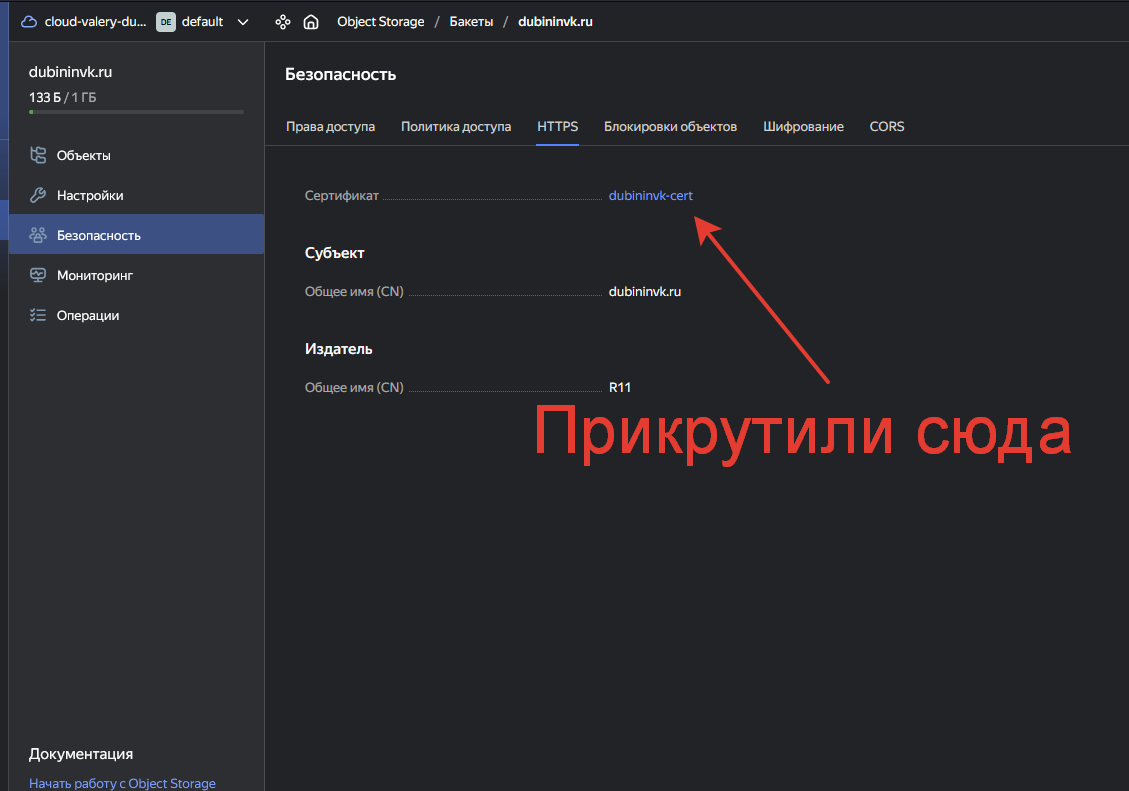 cloud-valery-du... DE default Object Storage / Бакеты / dubininvk.ru
dubininvk.ru
133 Б / 1 ГБ
Объекты
Настройки
Безопасность
Мониторинг
Операции
Документация
Начать работу с Object Storage
Безопасность
Права доступа Политика доступа HTTPS Блокировки объектов Шифрование CORS
Сертификат dubininvk-cert
Субъект
Общее имя (CN) dubininvk.ru
Издатель
Общее имя (CN) R11
Прикрутили сюда